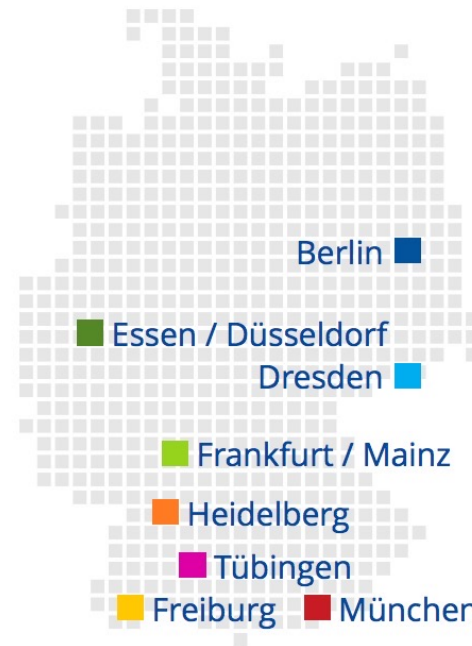 Berlin
Essen / Düsseldorf
Dresden
Frankfurt / Mainz
Heidelberg
Tübingen
Freiburg
München